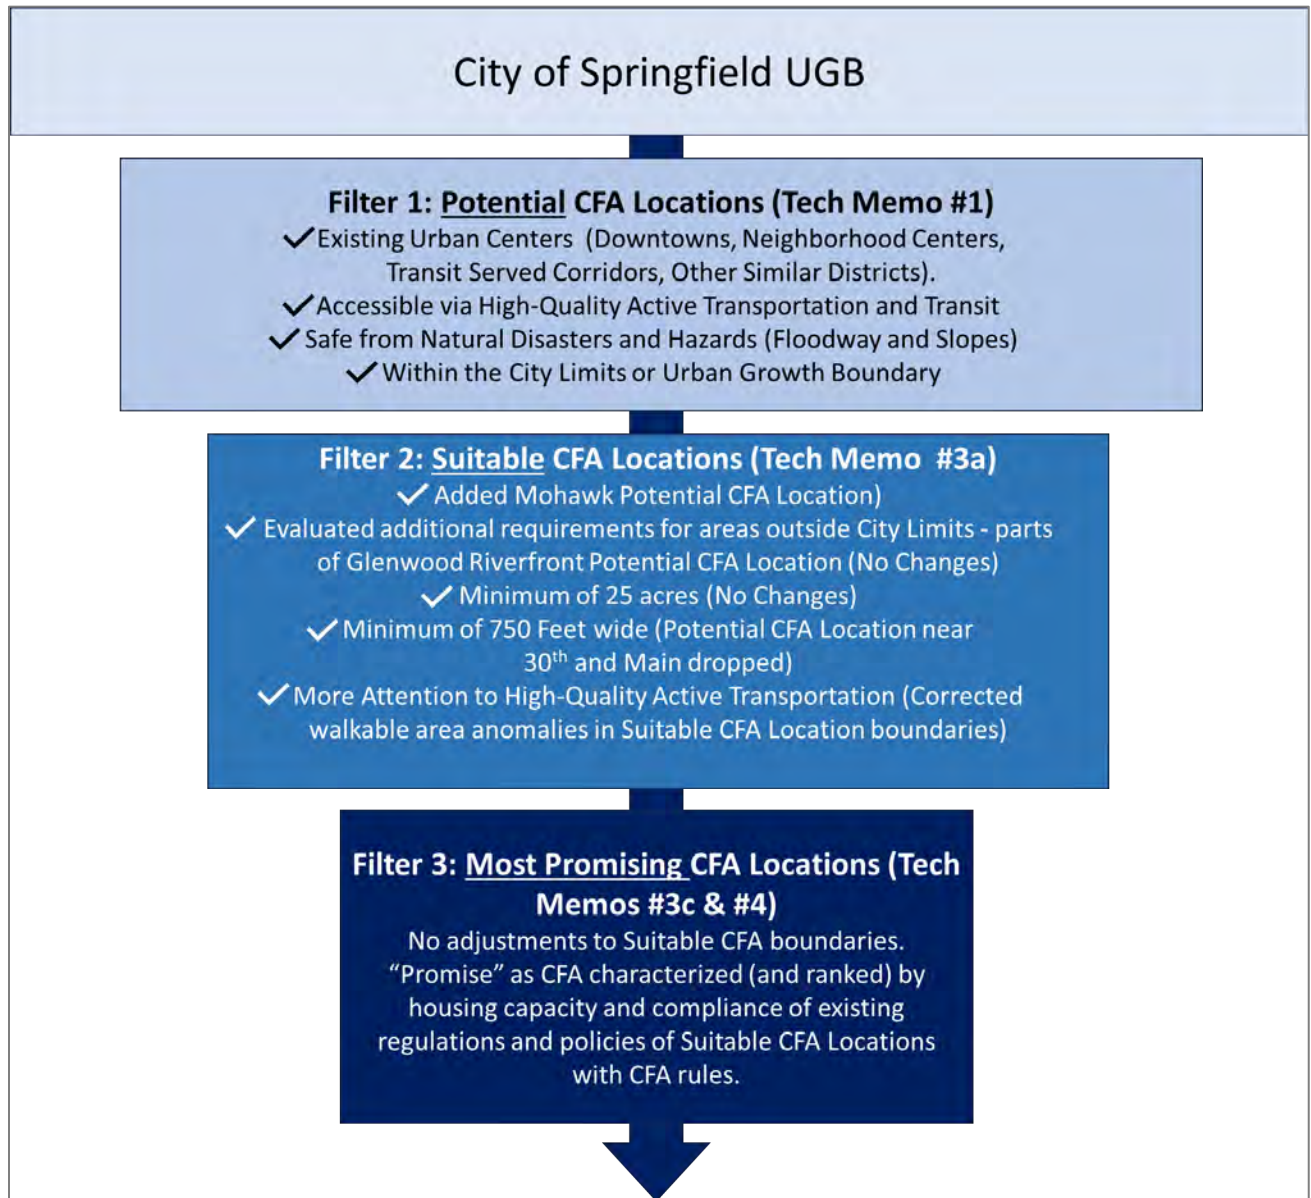 City of Springfield UGB
Filter 1: Potential CFA Locations (Tech Memo #1)
✓Existing Urban Centers (Downtowns, Neighborhood Centers,
Transit Served Corridors, Other Similar Districts).
✓Accessible via High-Quality Active Transportation and Transit
✓Safe from Natural Disasters and Hazards (Floodway and Slopes)
✓Within the City Limits or Urban Growth Boundary
Filter 2: Suitable CFA Locations (Tech Memo #3a)
✓Added Mohawk Potential CFA Location)
✓Evaluated additional requirements for areas outside City Limits - parts
of Glenwood Riverfront Potential CFA Location (No Changes)
✓Minimum of 25 acres (No Changes)
✓Minimum of 750 Feet wide (Potential CFA Location near
30th and Main dropped)
✓More Attention to High-Quality Active Transportation (Corrected
walkable area anomalies in Suitable CFA Location boundaries)
Filter 3: Most Promising CFA Locations (Tech
Memos #3c & #4)
No adjustments to Suitable CFA boundaries.
“Promise” as CFA characterized (and ranked) by
housing capacity and compliance of existing
regulations and policies of Suitable CFA Locations
with CFA rules.